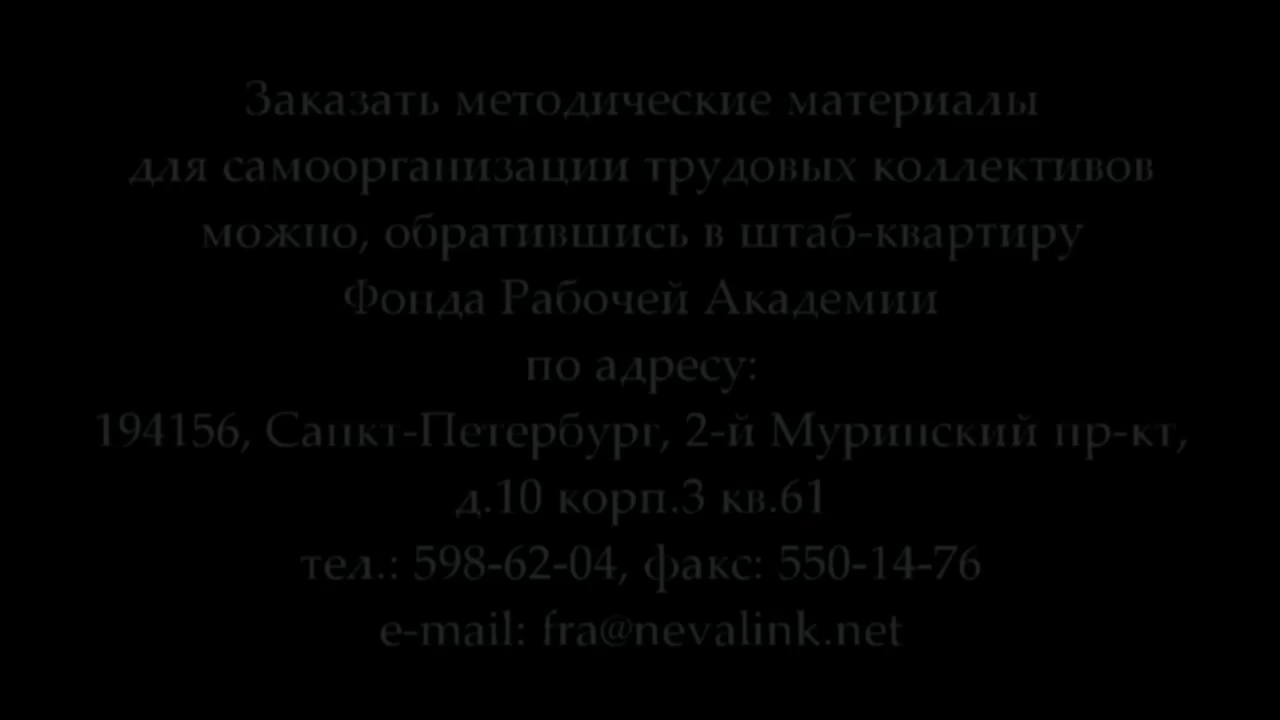 Заказать методические материалы
для самоорганизации трудовых коллективов
можно, обратившись в штаб-квартиру
Фонда Рабочей Академии
по адресу:
194156, Санкт-Петербург, 2-й Муринский пр-кт,
д.10 корп.3 кв.61
тел.: 598-62-04, факс: 550-14-76
e-mail: fra@nevalink.net